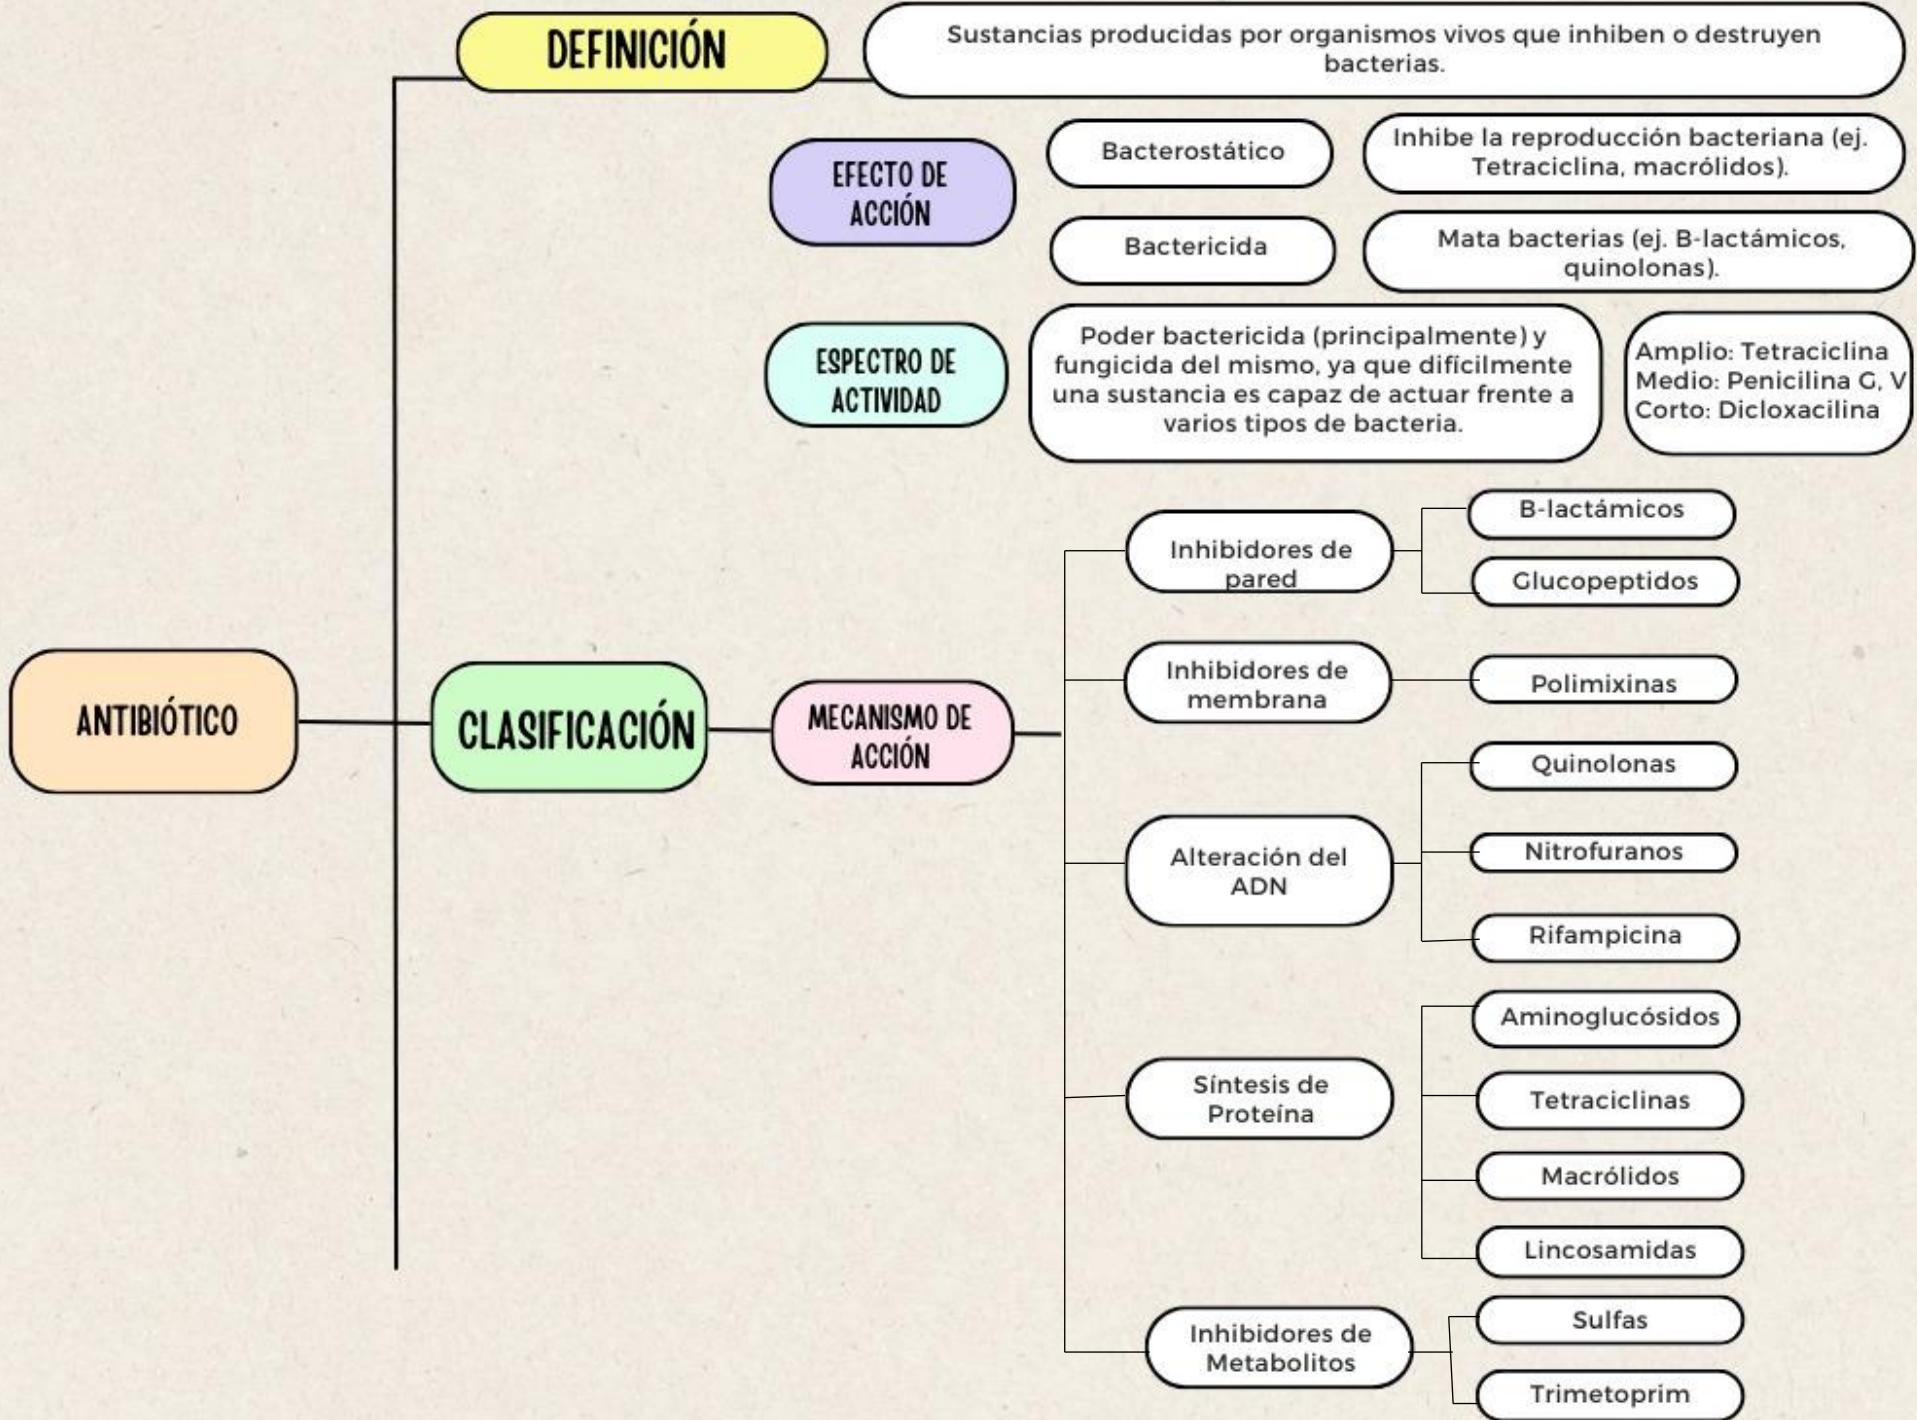 DEFINICIÓN
Sustancias producidas por organismos vivos que inhiben o destruyen
bacterias.
EFECTO DE
ACCIÓN
Bacterostático
Inhibe la reproducción bacteriana (ej.
Tetraciclina, macrólidos).
Bactericida
Mata bacterias (ej. B-lactámicos,
quinolonas).
ESPECTRO DE
ACTIVIDAD
Poder bactericida (principalmente) y
fungicida del mismo, ya que difícilmente
una sustancia es capaz de actuar frente a
varios tipos de bacteria.
Amplio: Tetraciclina
Medio: Penicilina G, V
Corto: Dicloxacilina
ANTIBIÓTICO
CLASIFICACIÓN
MECANISMO DE
ACCIÓN
Inhibidores de
pared
B-lactámicos
Glucopeptidos
Inhibidores de
membrana
Polimixinas
Alteración del
ADN
Quinolonas
Nitrofuranos
Rifampicina
Síntesis de
Proteína
Aminoglucósidos
Tetraciclinas
Macrólidos
Lincosamidas
Inhibidores de
Metabolitos
Sulfas
Trimetoprim